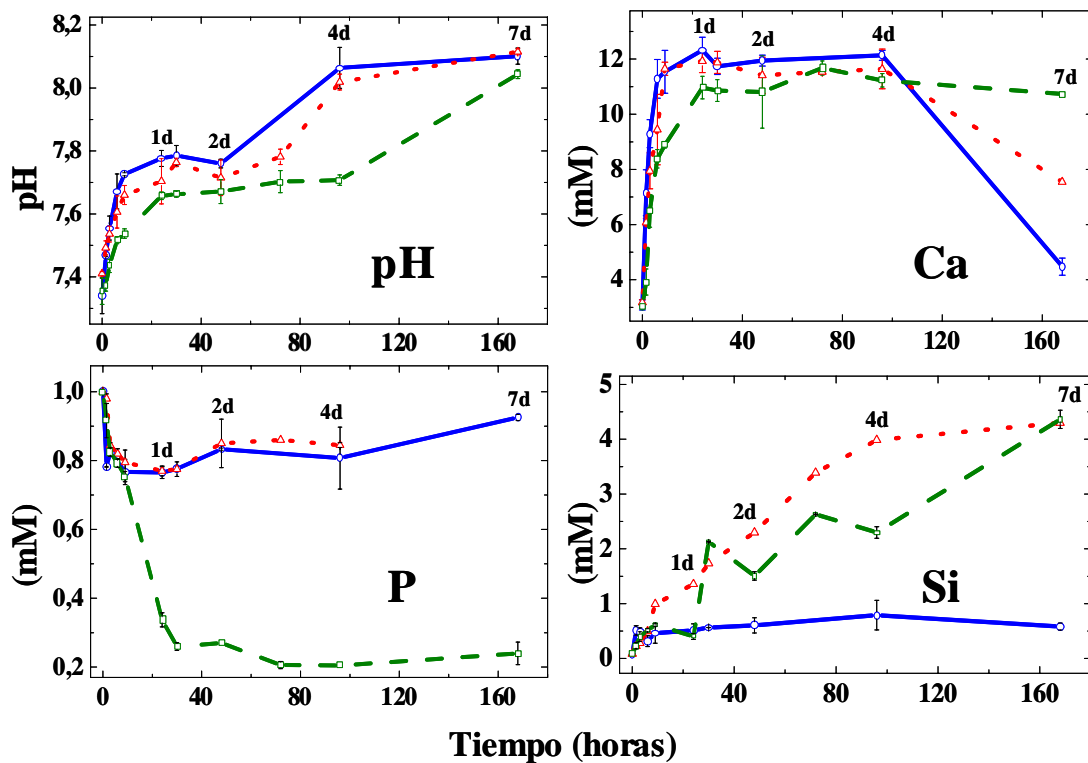 8,2
8,0
7,8
7,6
7,4
pH
1d
2d
4d
7d
pH
0 40 80 120 160
12
10
8
6
4
(mM)
1d
2d
4d
7d
Ca
0 40 80 120 160
1,0
0,8
0,6
0,4
0,2
(mM)
1d
2d
4d
7d
P
0 40 80 120 160
5
4
3
2
1
0
(mM)
1d
2d
4d
7d
Si
0 40 80 120 160
Tiempo (horas)